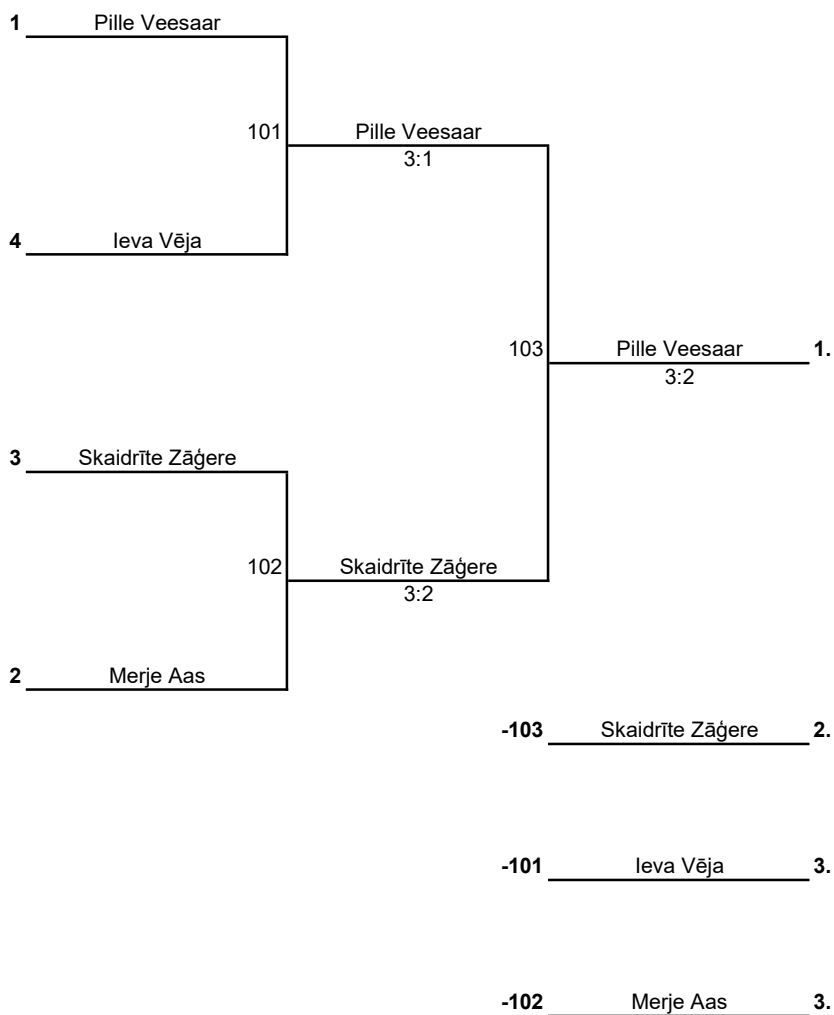 1 Pille Veesaar
101 Pille Veesaar
3:1
4 Ieva Vēja
103 Pille Veesaar 1.
3:2
3 Skaidrīte Zāģere
102 Skaidrīte Zāģere
3:2
2 Merje Aas
-103 Skaidrīte Zāģere 2.
-101 Ieva Vēja 3.
-102 Merje Aas 3.